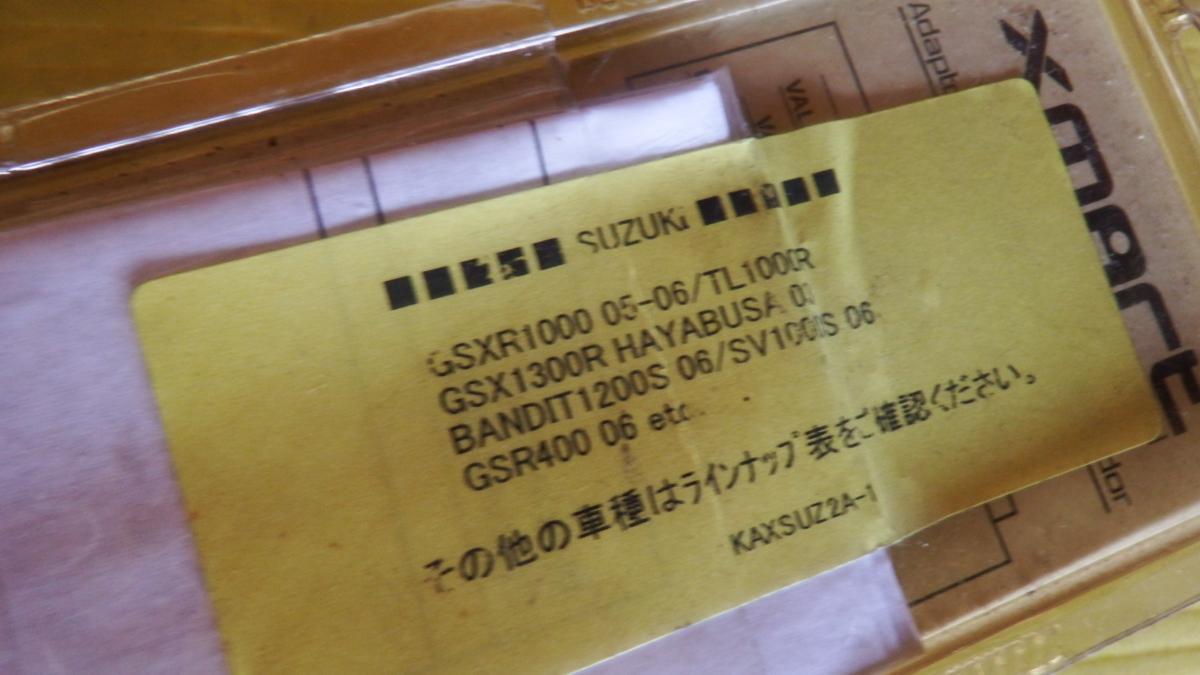 ■■■■■ SUZUKi ■■■■■
GSXR1000 05-06/TL1000R
GSX1300R HAYABUSA
BANDIT1200S 06/SV1000S 06
GSR400 06 etc
その他の車種はラインナップ表をご確認ください。
KAXSUZ2A-1
Adapto
VAL